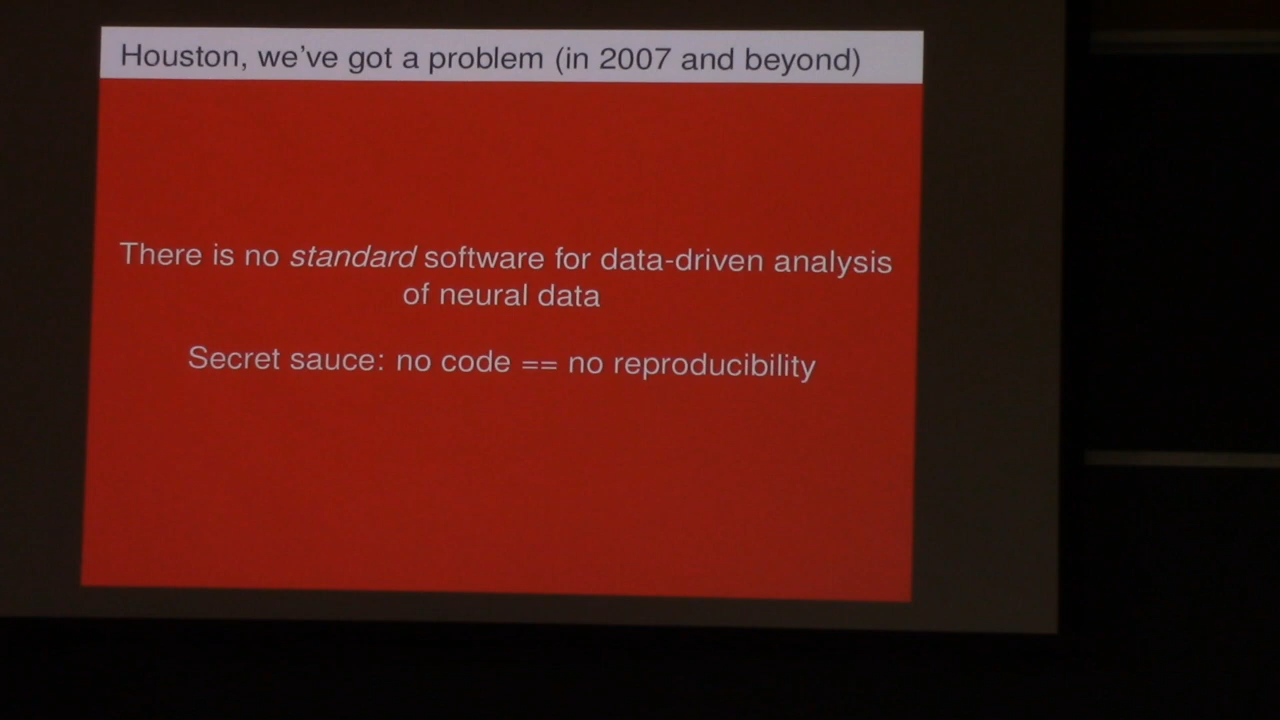 Houston, we've got a problem (in 2007 and beyond)
There is no standard software for data-driven analysis
of neural data
Secret sauce: no code == no reproducibility